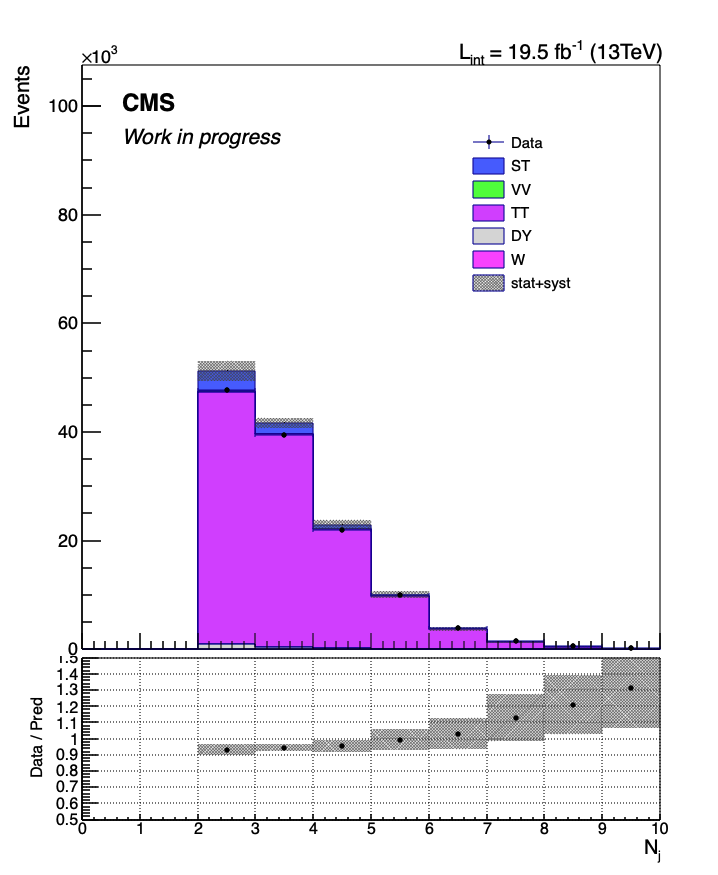 ×10³
L_int = 19.5 fb⁻¹ (13TeV)
Events
100
80
60
40
20
0
CMS
Work in progress
Data
ST
VV
TT
DY
W
stat+syst
Data / Pred
1.5
1.4
1.3
1.2
1.1
1
0.9
0.8
0.7
0.6
0.5
0 1 2 3 4 5 6 7 8 9 10
N_j